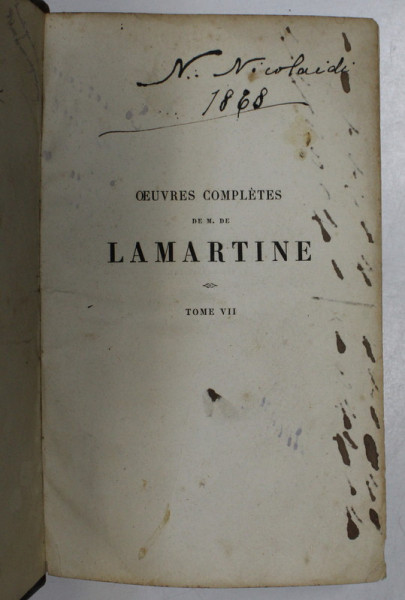 N. Nicolaidi
1868
ŒUVRES COMPLÈTES
DE M. DE
LAMARTINE
TOME VII